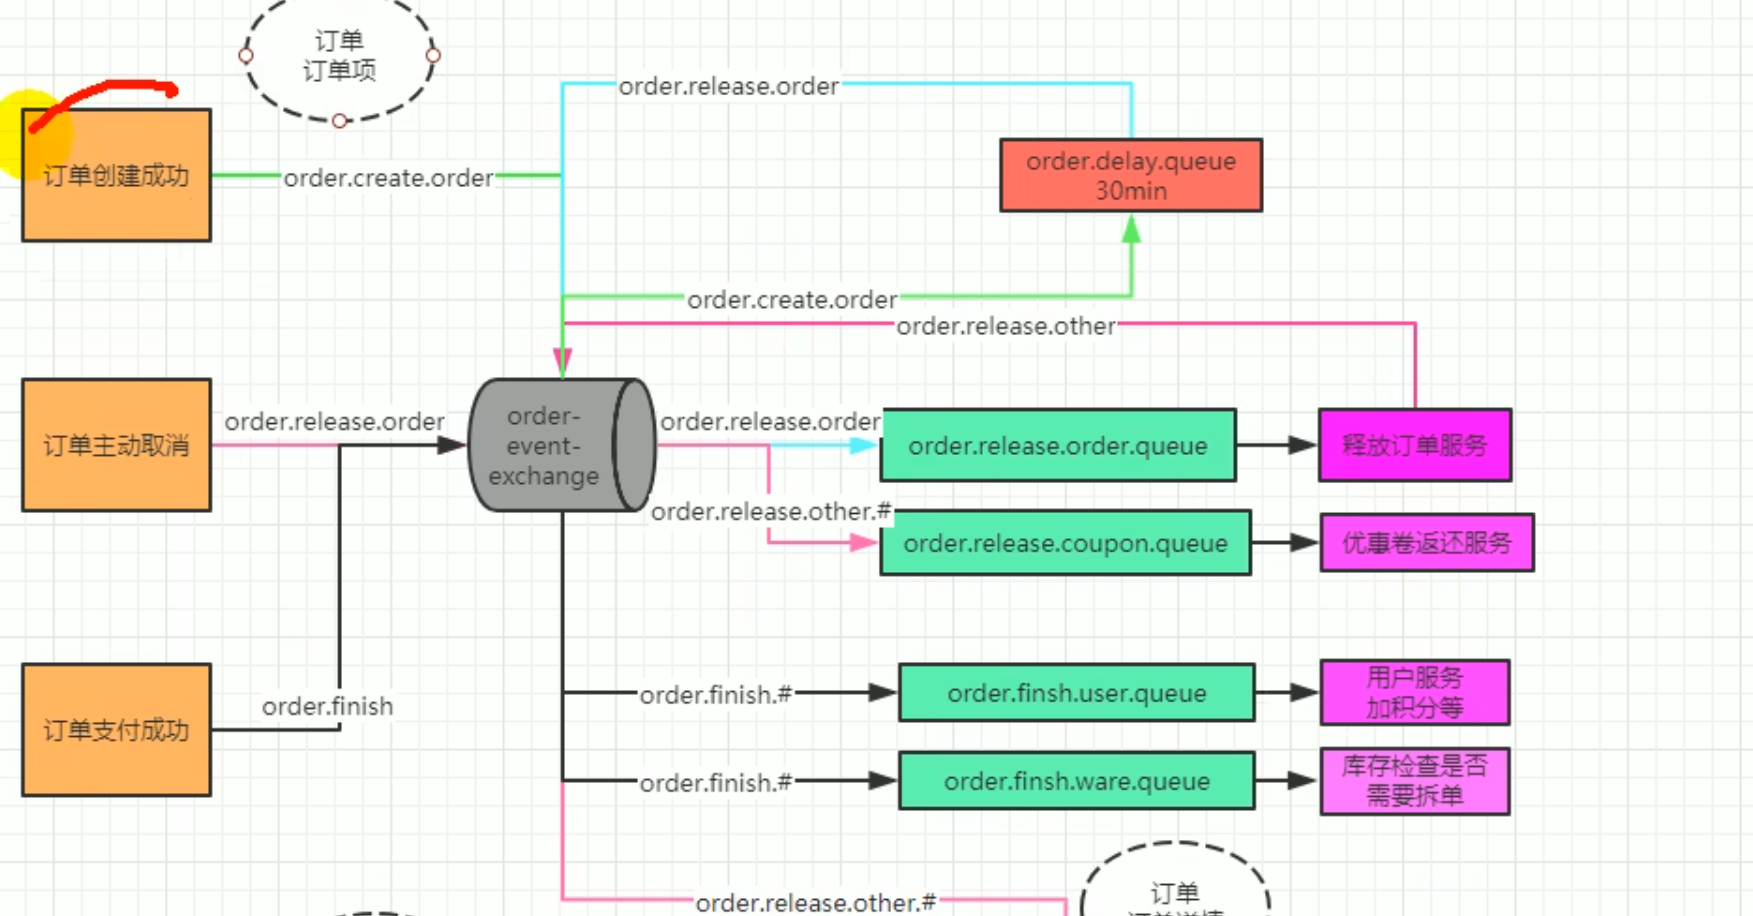 订单
订单项
order.release.order
订单创建成功
order.create.order
order.delay.queue
30min
order.create.order
order.release.other
订单主动取消
order.release.order
order-
event-
exchange
order.release.order
order.release.order.queue
释放订单服务
order.release.other.#
order.release.coupon.queue
优惠卷返还服务
订单支付成功
order.finish
order.finish.#
order.finsh.user.queue
用户服务
加积分等
order.finish.#
order.finsh.ware.queue
库存检查是否
需要拆单
order.release.other.#
订单